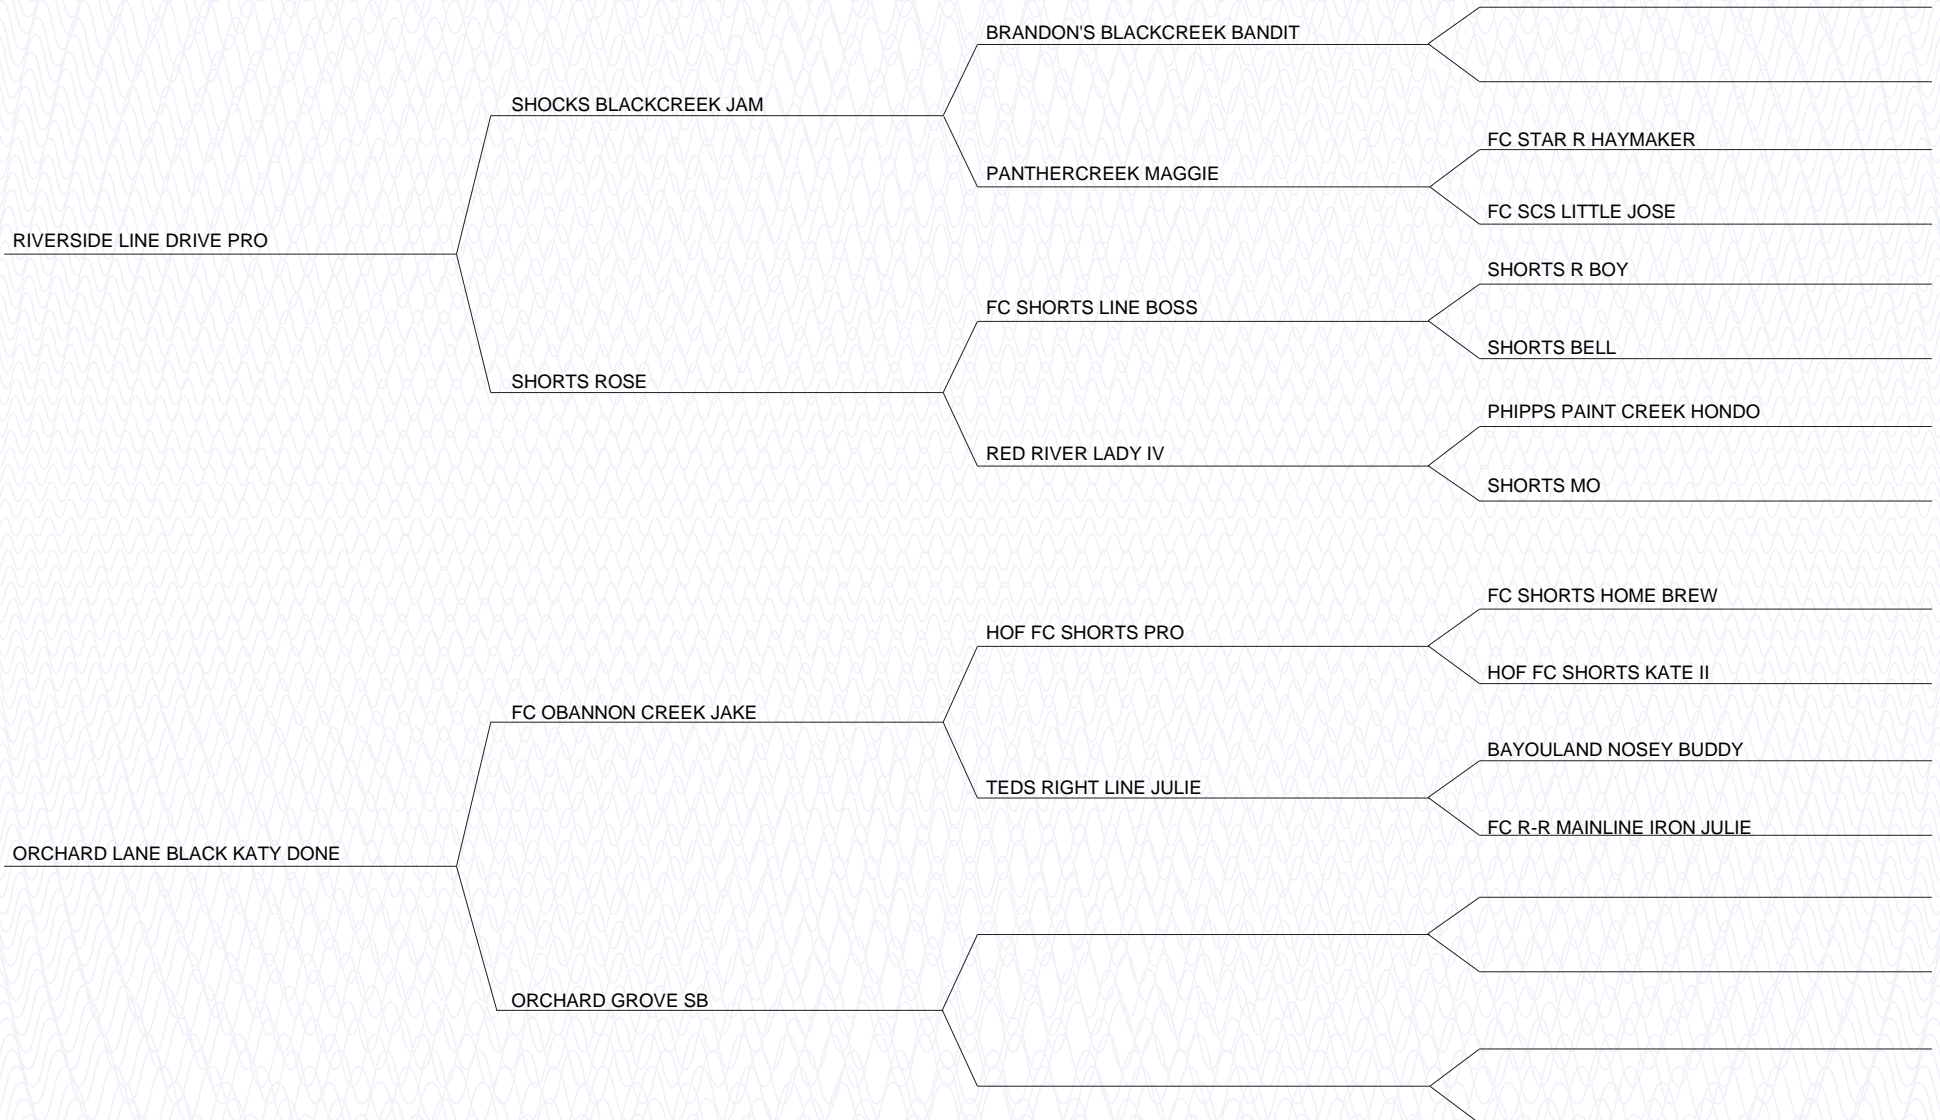 BRANDON'S BLACKCREEK BANDIT
SHOCKS BLACKCREEK JAM
FC STAR R HAYMAKER
PANTHERCREEK MAGGIE
FC SCS LITTLE JOSE
RIVERSIDE LINE DRIVE PRO
SHORTS R BOY
FC SHORTS LINE BOSS
SHORTS BELL
SHORTS ROSE
PHIPPS PAINT CREEK HONDO
RED RIVER LADY IV
SHORTS MO
FC SHORTS HOME BREW
HOF FC SHORTS PRO
HOF FC SHORTS KATE II
FC OBANNON CREEK JAKE
BAYOULAND NOSEY BUDDY
TEDS RIGHT LINE JULIE
FC R-R MAINLINE IRON JULIE
ORCHARD LANE BLACK KATY DONE
ORCHARD GROVE SB